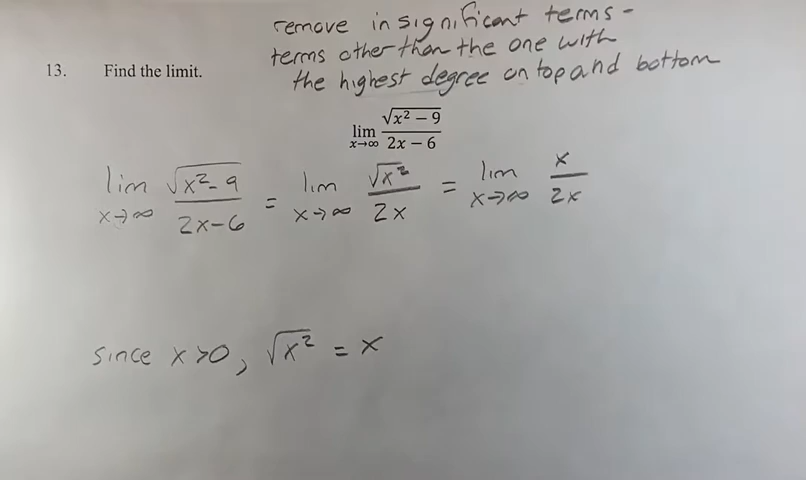 remove insignificant terms -
terms other than the one with
the highest degree on top and bottom
13. Find the limit.
lim x→∞ √(x² − 9) / (2x − 6)
lim x→∞ √(x²-9) / (2x-6) = lim x→∞ √(x²) / 2x = lim x→∞ x / 2x
since x>0, √(x²) = x